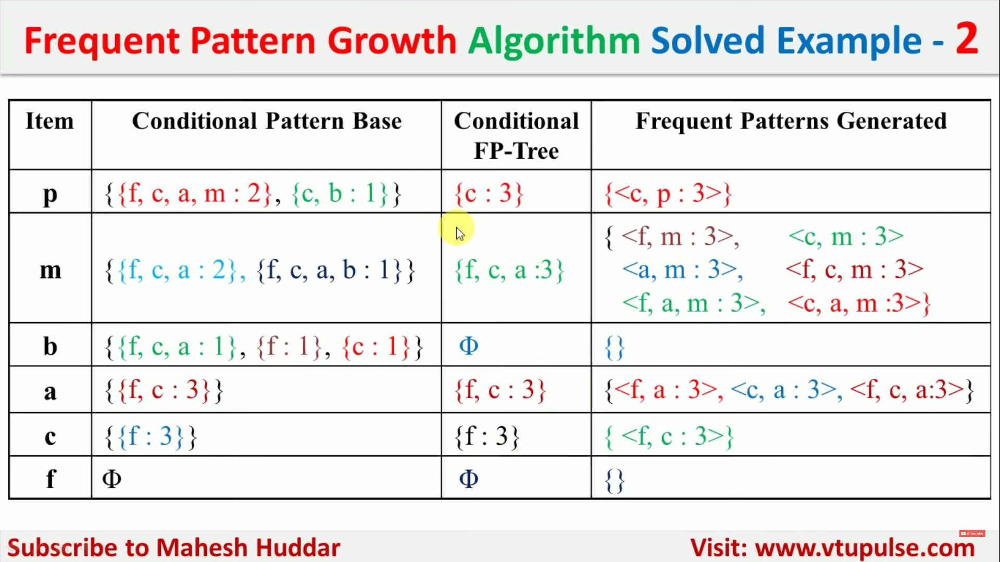 Frequent Pattern Growth Algorithm Solved Example - 2
Item Conditional Pattern Base Conditional FP-Tree Frequent Patterns Generated
p {{f, c, a, m : 2}, {c, b : 1}} {c : 3} {<c, p : 3>}
m {{f, c, a : 2}, {f, c, a, b : 1}} {f, c, a :3} { <f, m : 3>, <c, m : 3>
<a, m : 3>, <f, c, m : 3>
<f, a, m : 3>, <c, a, m :3>}
b {{f, c, a : 1}, {f : 1}, {c : 1}} Φ {}
a {{f, c : 3}} {f, c : 3} {<f, a : 3>, <c, a : 3>, <f, c, a:3>}
c {{f : 3}} {f : 3} { <f, c : 3>}
f Φ Φ {}
Subscribe
Subscribe to Mahesh Huddar Visit: www.vtupulse.com